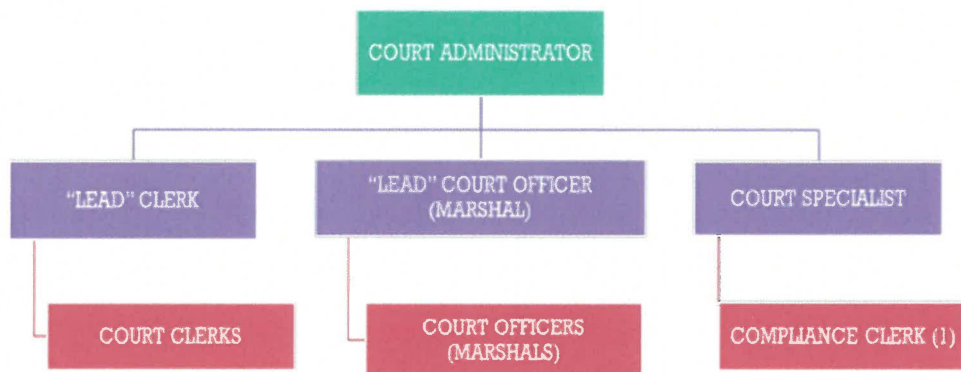 COURT ADMINISTRATOR
"LEAD" CLERK
"LEAD" COURT OFFICER
(MARSHAL)
COURT SPECIALIST
COURT CLERKS
COURT OFFICERS
(MARSHALS)
COMPLIANCE CLERK (1)